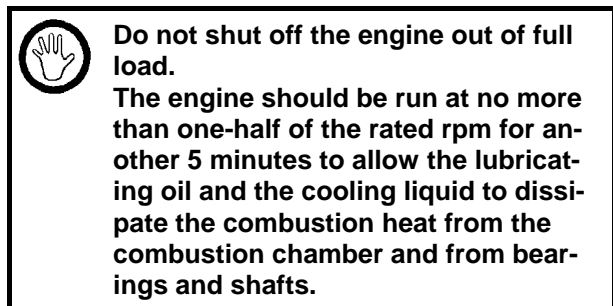 Do not shut off the engine out of full
load.
The engine should be run at no more
than one-half of the rated rpm for an-
other 5 minutes to allow the lubricat-
ing oil and the cooling liquid to dissi-
pate the combustion heat from the
combustion chamber and from bear-
ings and shafts.